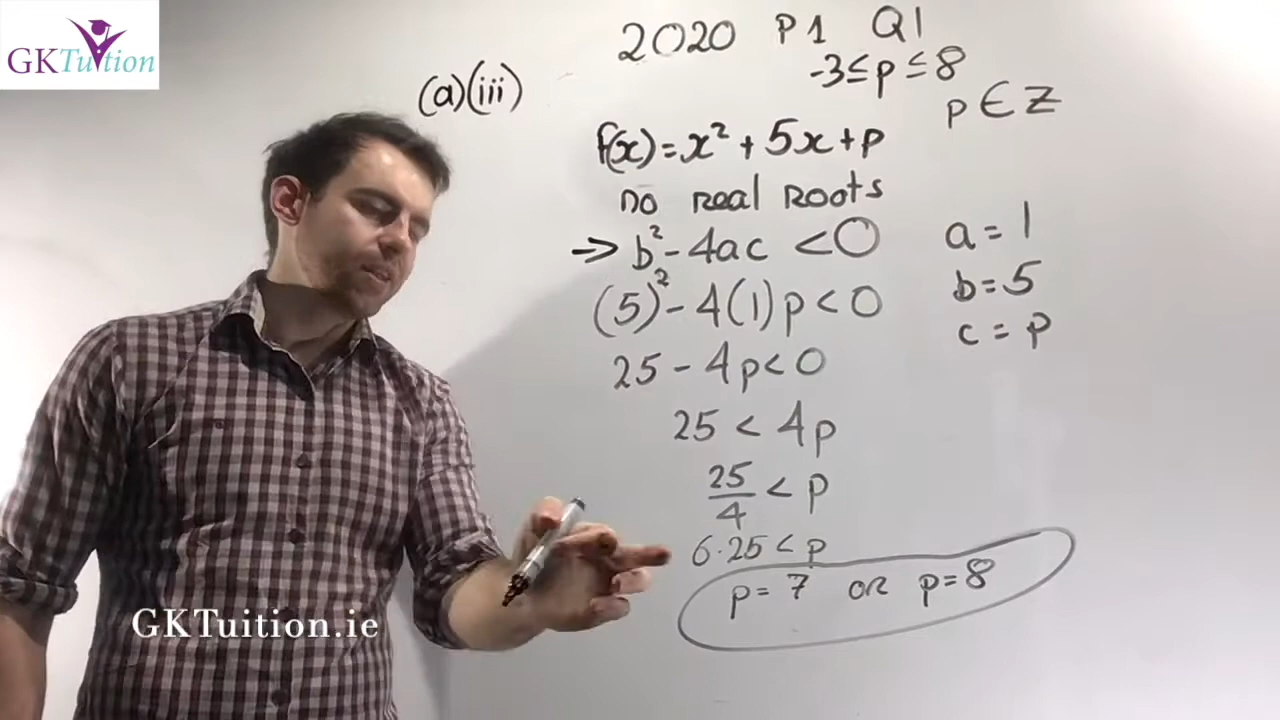 GKTuition
2020 P1 Q1
-3≤p≤8
p∈Z
(a)(iii)
f(x)=x²+5x+p
no real roots
→ b²-4ac <0
a=1
(5)²-4(1)p<0
b=5
c=p
25-4p<0
25<4p
25/4<p
6·25<p
p=7 OR p=8
GKTuition.ie